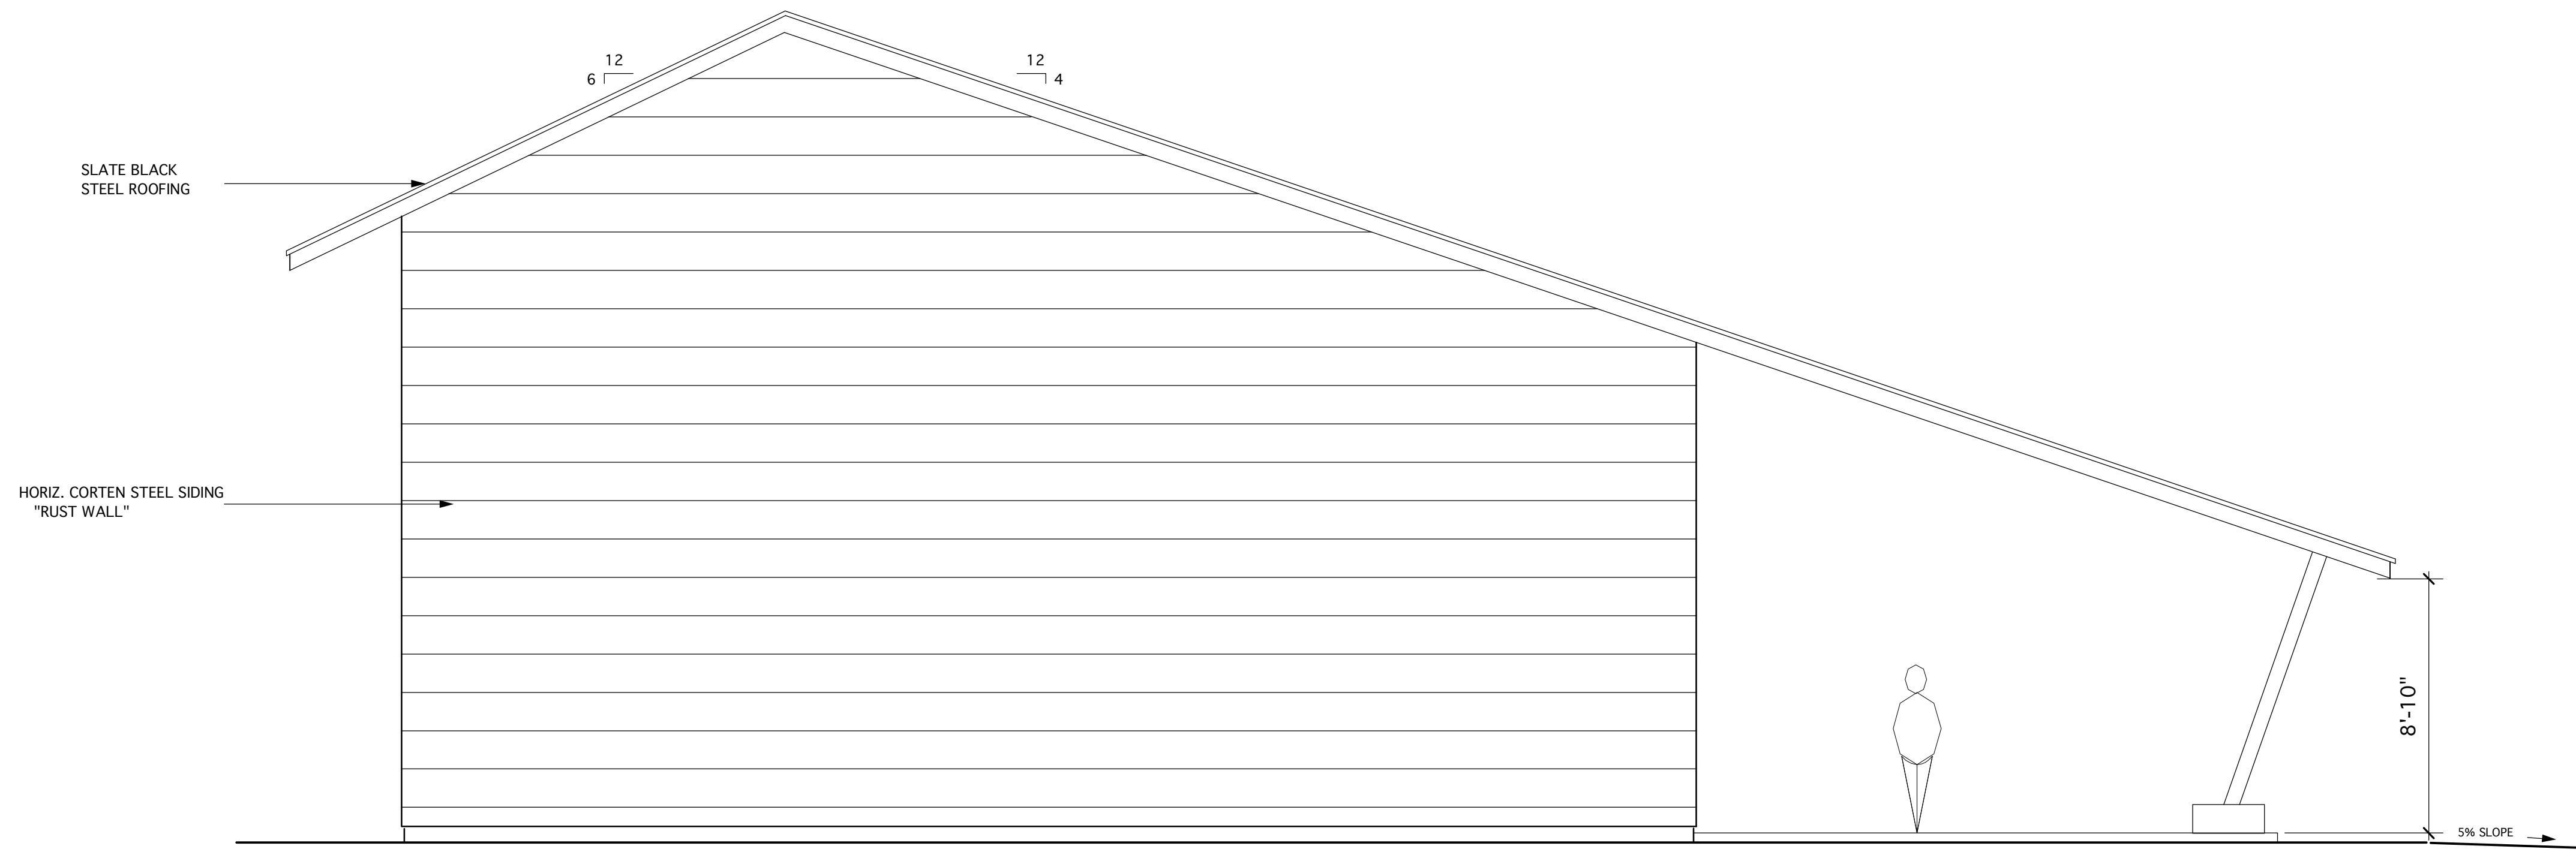 12
6
12
4
SLATE BLACK
STEEL ROOFING
HORIZ. CORTEN STEEL SIDING
"RUST WALL"
8'-10"
5% SLOPE